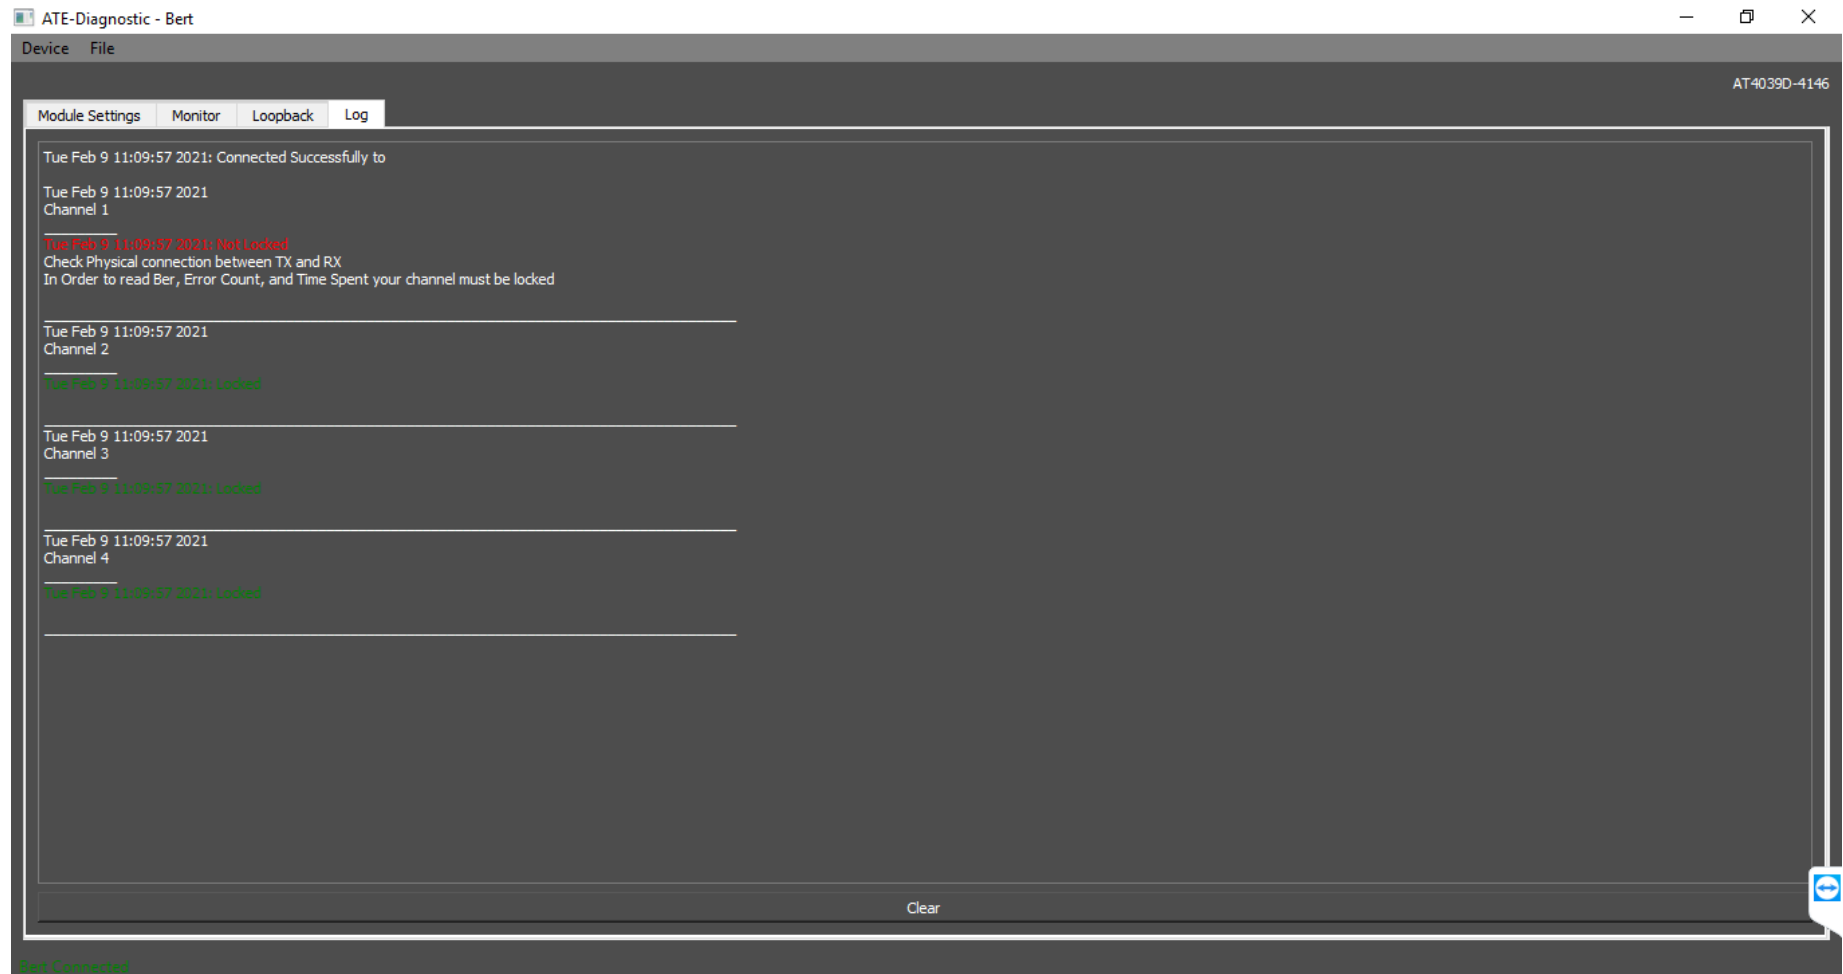 ATE-Diagnostic - Bert
Device File
AT4039D-4146
Module Settings Monitor Loopback Log
Tue Feb 9 11:09:57 2021: Connected Successfully to
Tue Feb 9 11:09:57 2021
Channel 1
Tue Feb 9 11:09:57 2021: Not Locked
Check Physical connection between TX and RX
In Order to read Ber, Error Count, and Time Spent your channel must be locked
Tue Feb 9 11:09:57 2021
Channel 2
Tue Feb 9 11:09:57 2021: Locked
Tue Feb 9 11:09:57 2021
Channel 3
Tue Feb 9 11:09:57 2021: Locked
Tue Feb 9 11:09:57 2021
Channel 4
Tue Feb 9 11:09:57 2021: Locked
Clear
Bert Connected